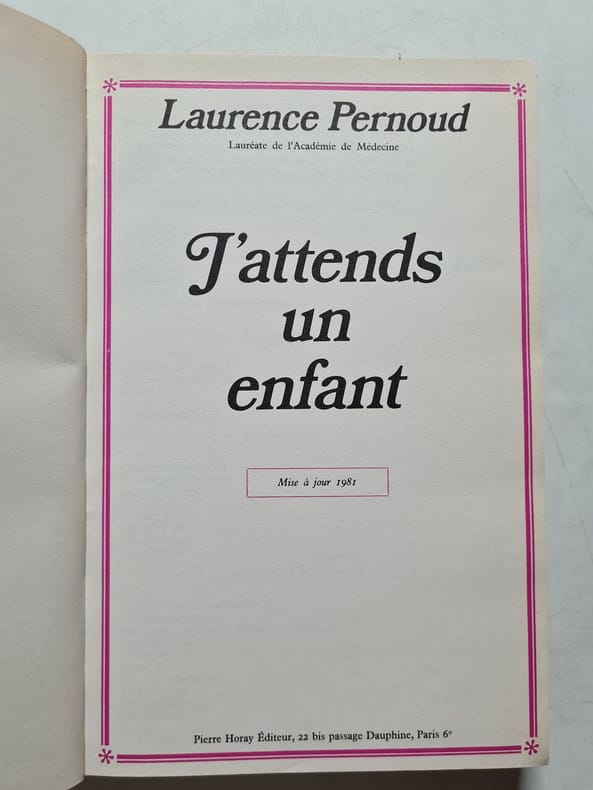 Laurence Pernoud
Lauréate de l'Académie de Médecine
J'attends
un
enfant
Mise à jour 1981
Pierre Horay Éditeur, 22 bis passage Dauphine, Paris 6e